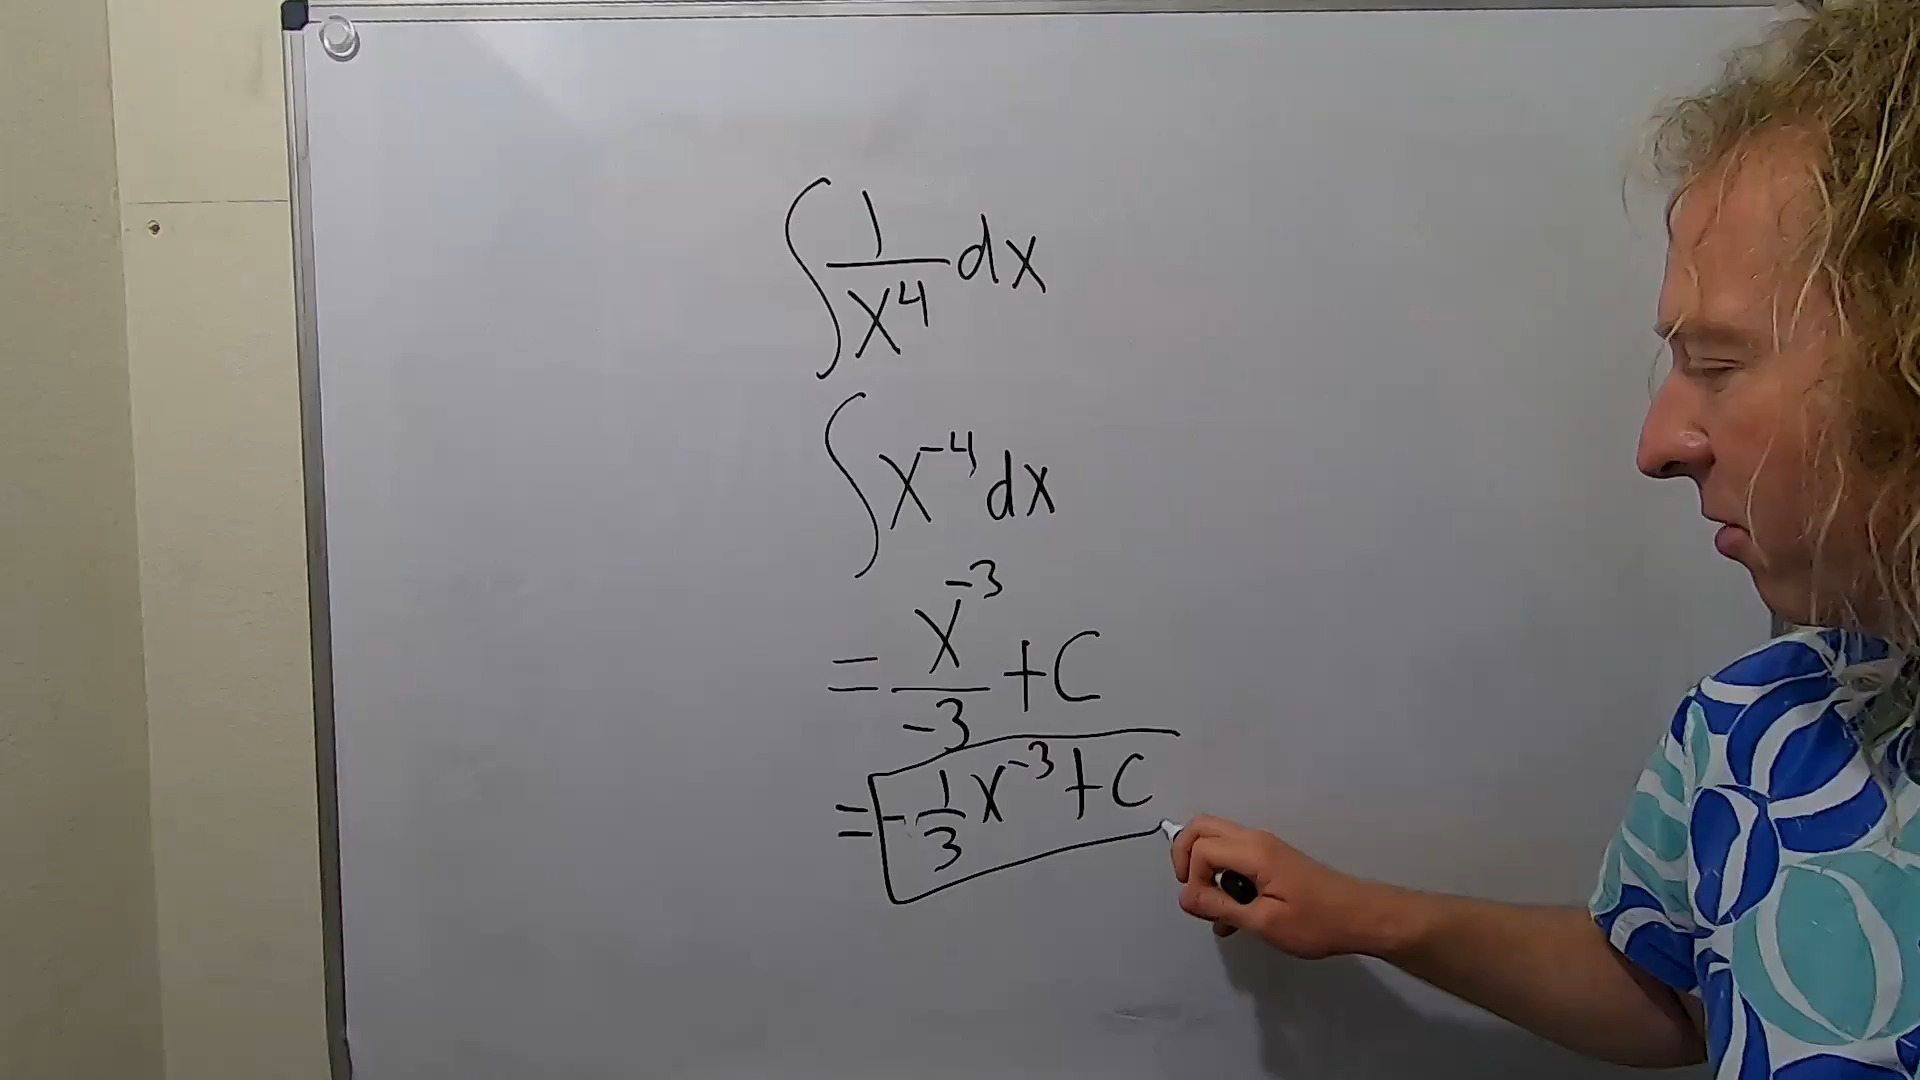 ∫ 1/x⁴ dx
∫ x⁻⁴ dx
= x⁻³/-3 + C
= -1/3 x⁻³ + C